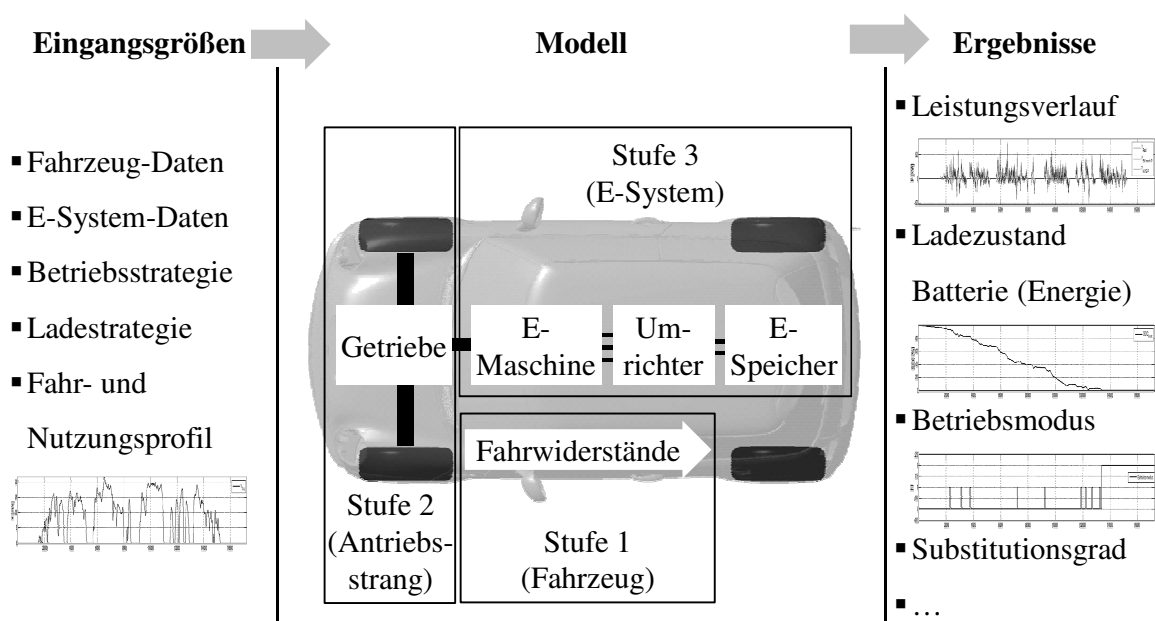 Eingangsgrößen
Modell
Ergebnisse
▪ Fahrzeug-Daten
▪ E-System-Daten
▪ Betriebsstrategie
▪ Ladestrategie
▪ Fahr- und
Nutzungsprofil
Stufe 3
(E-System)
Getriebe
E-
Maschine
Um-
richter
E-
Speicher
Fahrwiderstände
Stufe 2
(Antriebs-
strang)
Stufe 1
(Fahrzeug)
▪ Leistungsverlauf
▪ Ladezustand
Batterie (Energie)
▪ Betriebsmodus
▪ Substitutionsgrad
▪ …